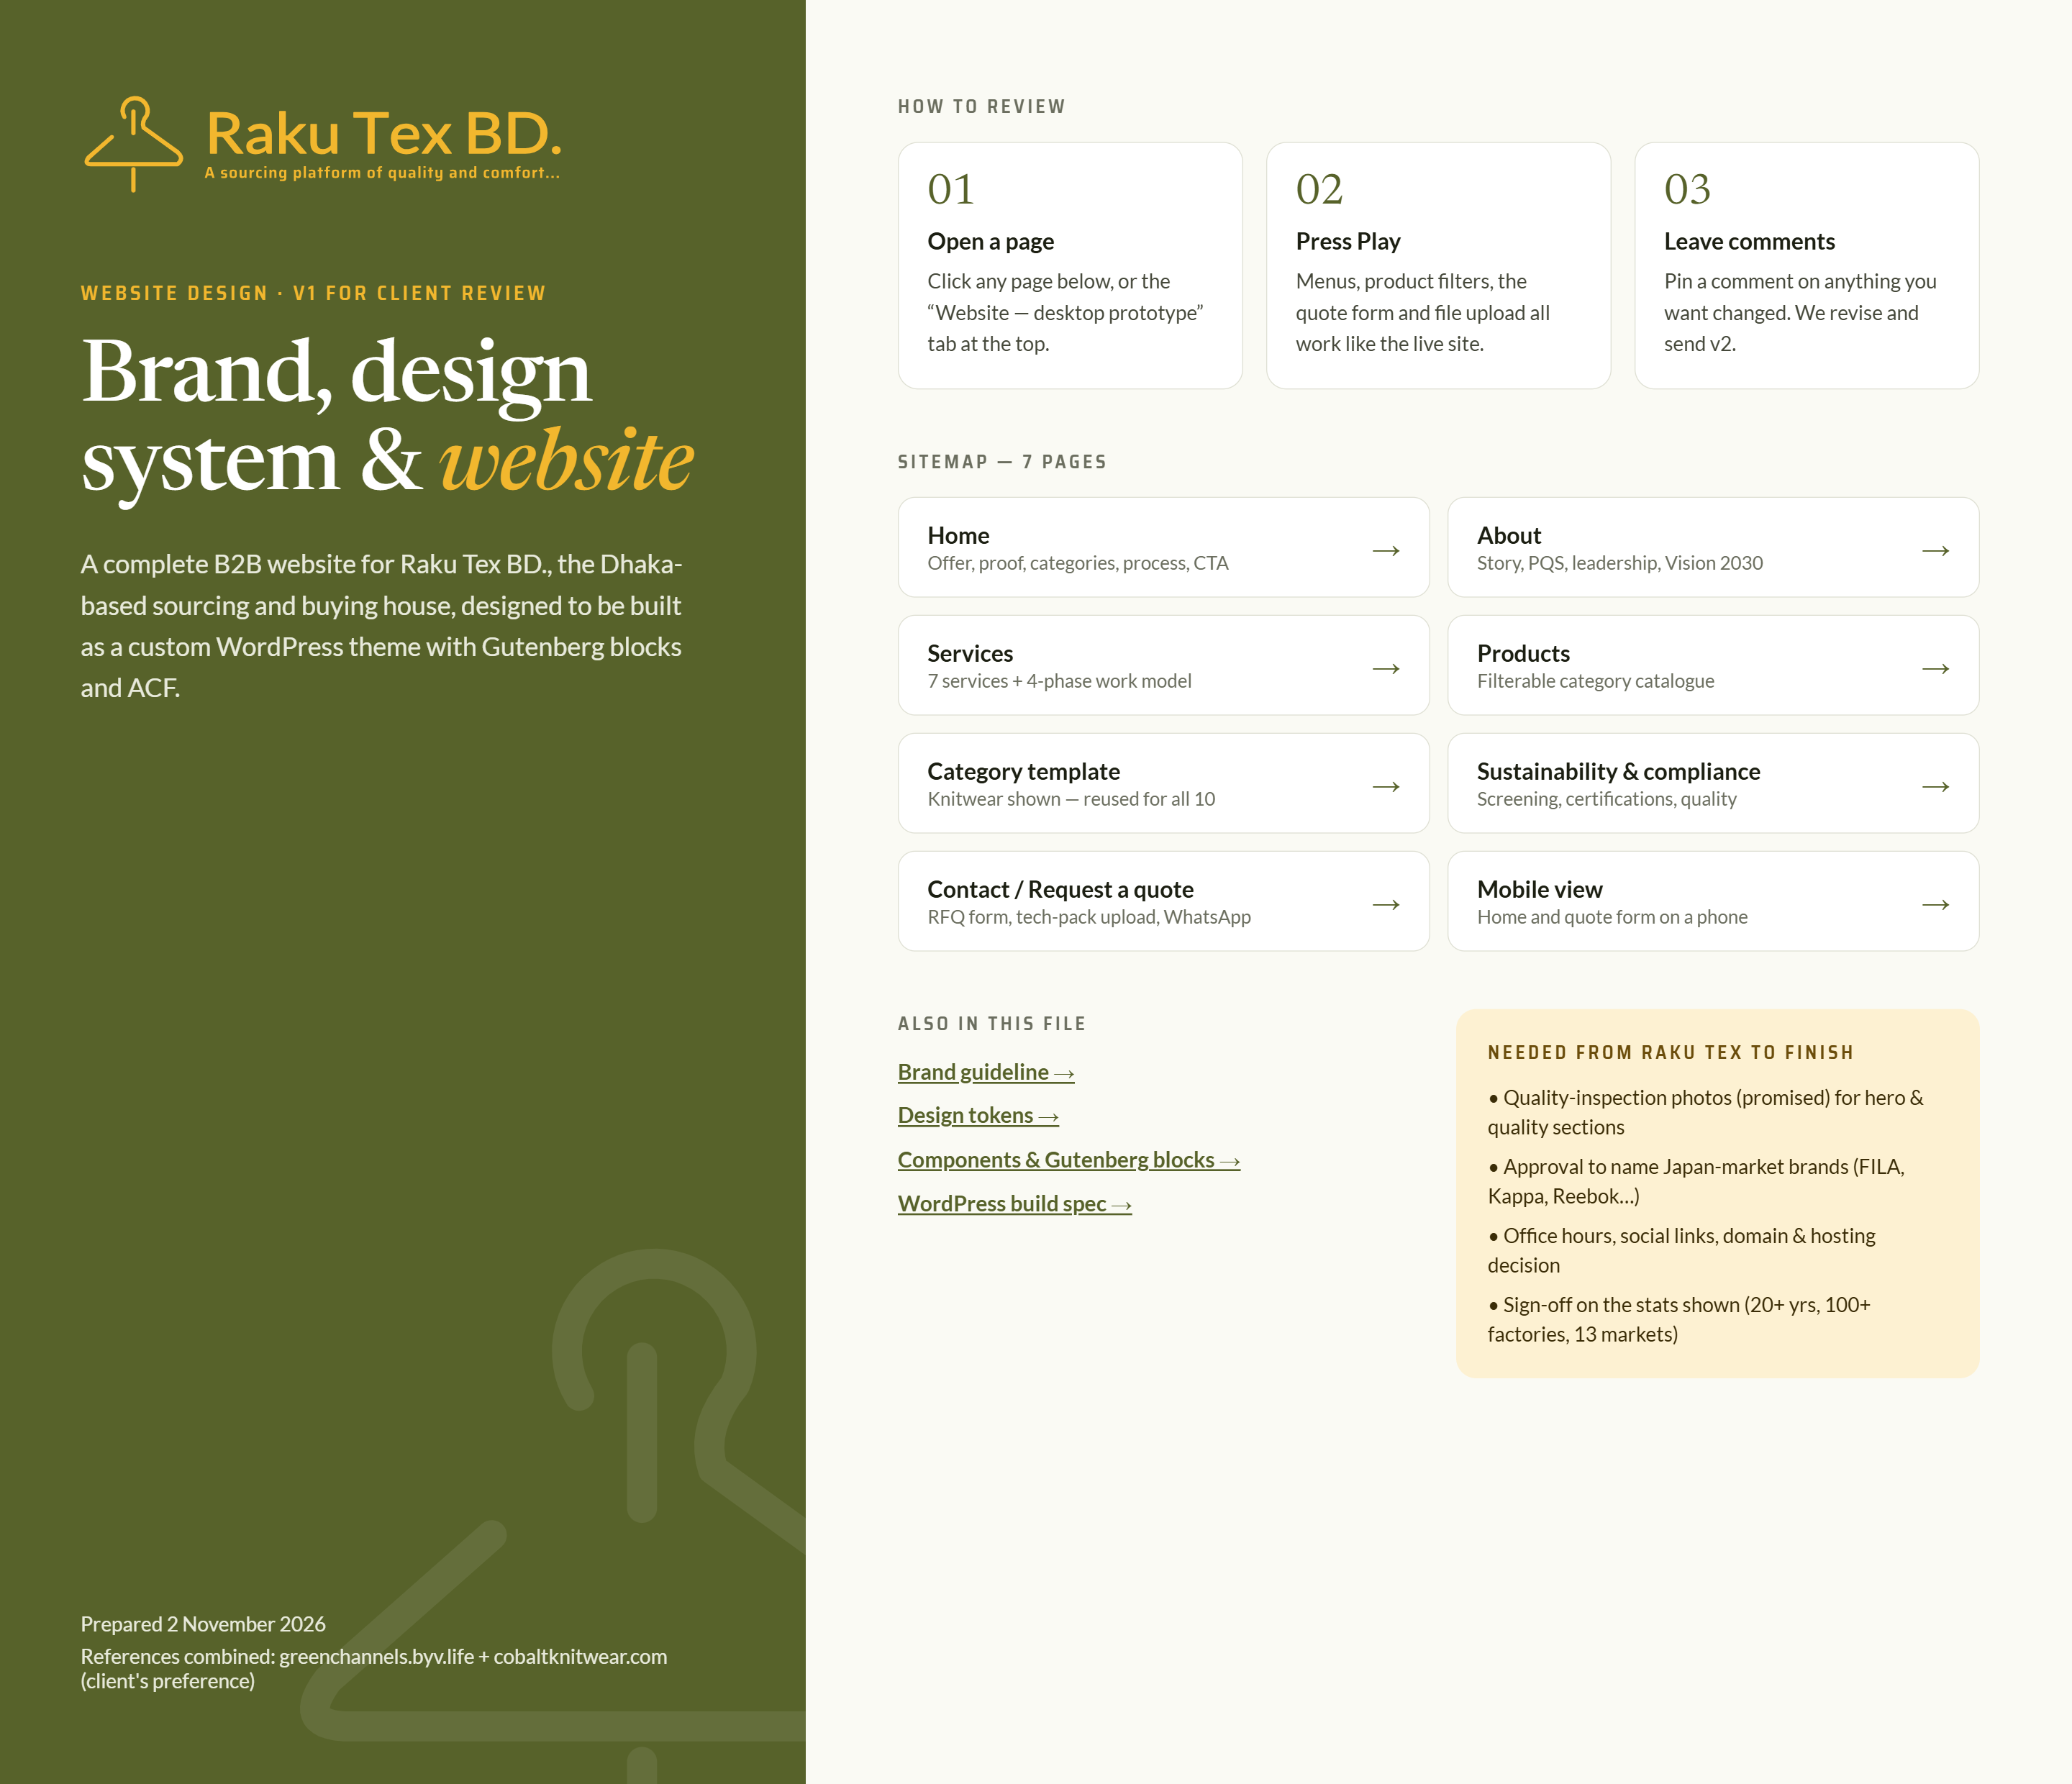 Raku Tex BD.
A sourcing platform of quality and comfort...
WEBSITE DESIGN · V1 FOR CLIENT REVIEW
Brand, design
system & website
A complete B2B website for Raku Tex BD., the Dhaka-
based sourcing and buying house, designed to be built
as a custom WordPress theme with Gutenberg blocks
and ACF.
Prepared 2 November 2026
References combined: greenchannels.byv.life + cobaltknitwear.com
(client's preference)
HOW TO REVIEW
01
Open a page
Click any page below, or the
“Website — desktop prototype”
tab at the top.
02
Press Play
Menus, product filters, the
quote form and file upload all
work like the live site.
03
Leave comments
Pin a comment on anything you
want changed. We revise and
send v2.
SITEMAP — 7 PAGES
Home →
Offer, proof, categories, process, CTA
About →
Story, PQS, leadership, Vision 2030
Services →
7 services + 4-phase work model
Products →
Filterable category catalogue
Category template →
Knitwear shown — reused for all 10
Sustainability & compliance →
Screening, certifications, quality
Contact / Request a quote →
RFQ form, tech-pack upload, WhatsApp
Mobile view →
Home and quote form on a phone
ALSO IN THIS FILE
Brand guideline →
Design tokens →
Components & Gutenberg blocks →
WordPress build spec →
NEEDED FROM RAKU TEX TO FINISH
• Quality-inspection photos (promised) for hero &
quality sections
• Approval to name Japan-market brands (FILA,
Kappa, Reebok...)
• Office hours, social links, domain & hosting
decision
• Sign-off on the stats shown (20+ yrs, 100+
factories, 13 markets)